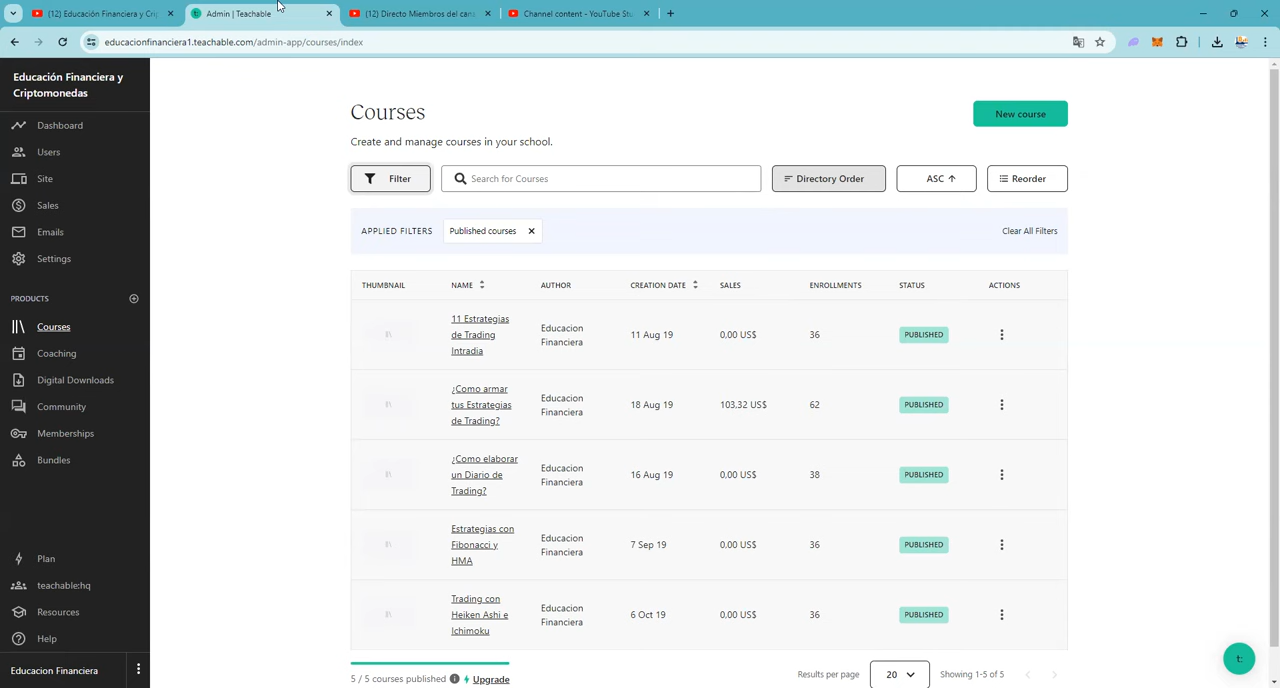 (12) Educación Financiera y Crip
Admin | Teachable
(12) Directo Miembros del cana
Channel content - YouTube Stu
educacionfinanciera1.teachable.com/admin-app/courses/index
Educación Financiera y
Criptomonedas
Dashboard
Users
Site
Sales
Emails
Settings
PRODUCTS
Courses
Coaching
Digital Downloads
Community
Memberships
Bundles
Plan
teachable:hq
Resources
Help
Educacion Financiera
Courses
New course
Create and manage courses in your school.
Filter
Search for Courses
Directory Order
ASC
Reorder
APPLIED FILTERS
Published courses
Clear All Filters
THUMBNAIL
NAME
AUTHOR
CREATION DATE
SALES
ENROLLMENTS
STATUS
ACTIONS
11 Estrategias
de Trading
Intradia
Educacion
Financiera
11 Aug 19
0,00 US$
36
PUBLISHED
¿Como armar
tus Estrategias
de Trading?
Educacion
Financiera
18 Aug 19
103,32 US$
62
PUBLISHED
¿Como elaborar
un Diario de
Trading?
Educacion
Financiera
16 Aug 19
0,00 US$
38
PUBLISHED
Estrategias con
Fibonacci y
HMA
Educacion
Financiera
7 Sep 19
0,00 US$
36
PUBLISHED
Trading con
Heiken Ashi e
Ichimoku
Educacion
Financiera
6 Oct 19
0,00 US$
36
PUBLISHED
5 / 5 courses published
Upgrade
Results per page
20
Showing 1-5 of 5
t: